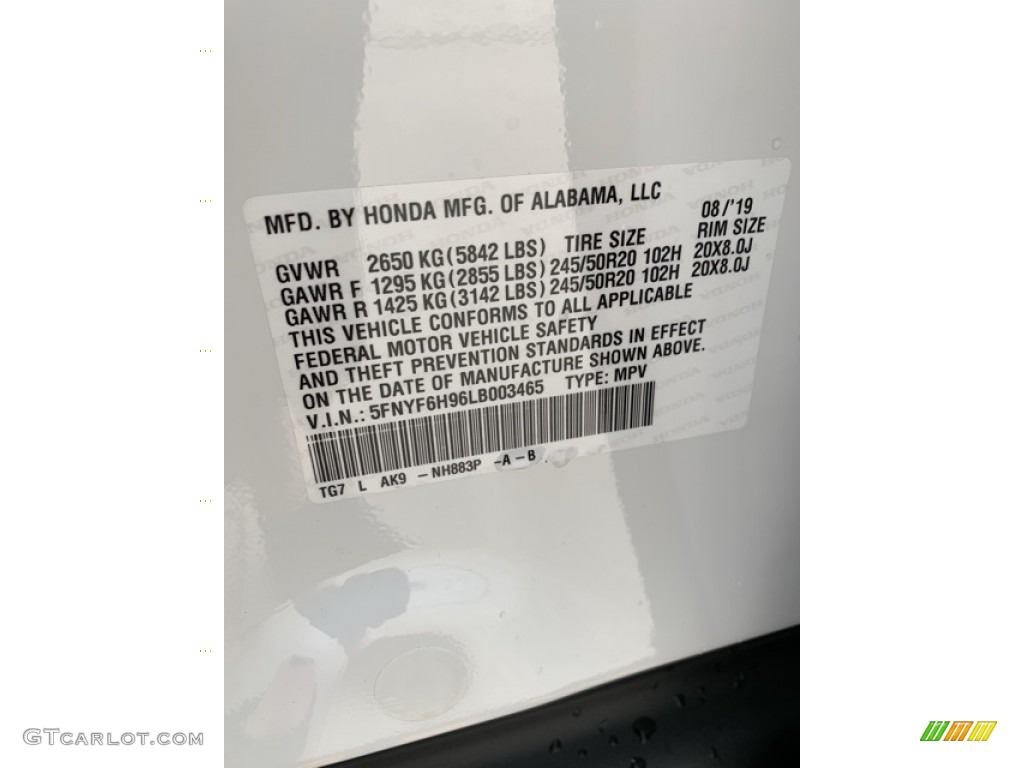 MFD. BY HONDA MFG. OF ALABAMA, LLC
08/'19
GVWR 2650 KG (5842 LBS) TIRE SIZE RIM SIZE
GAWR F 1295 KG (2855 LBS) 245/50R20 102H 20X8.0J
GAWR R 1425 KG (3142 LBS) 245/50R20 102H 20X8.0J
THIS VEHICLE CONFORMS TO ALL APPLICABLE
FEDERAL MOTOR VEHICLE SAFETY
AND THEFT PREVENTION STANDARDS IN EFFECT
ON THE DATE OF MANUFACTURE SHOWN ABOVE.
V.I.N.: 5FNYF6H96LB003465 TYPE: MPV
TG7 L AK9 -NH883P -A-B
GTCARLOT.COM